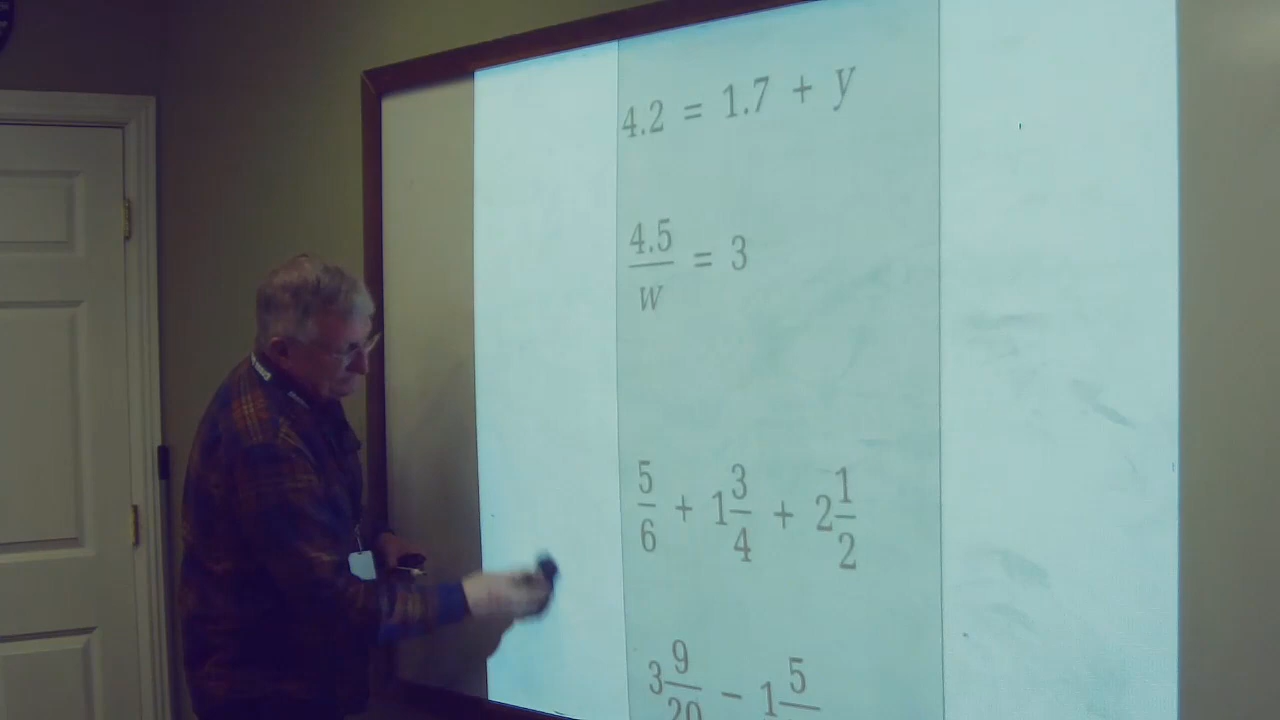 4.2 = 1.7 + y
4.5/w = 3
5/6 + 1 3/4 + 2 1/2
3 9/20 - 1 5/